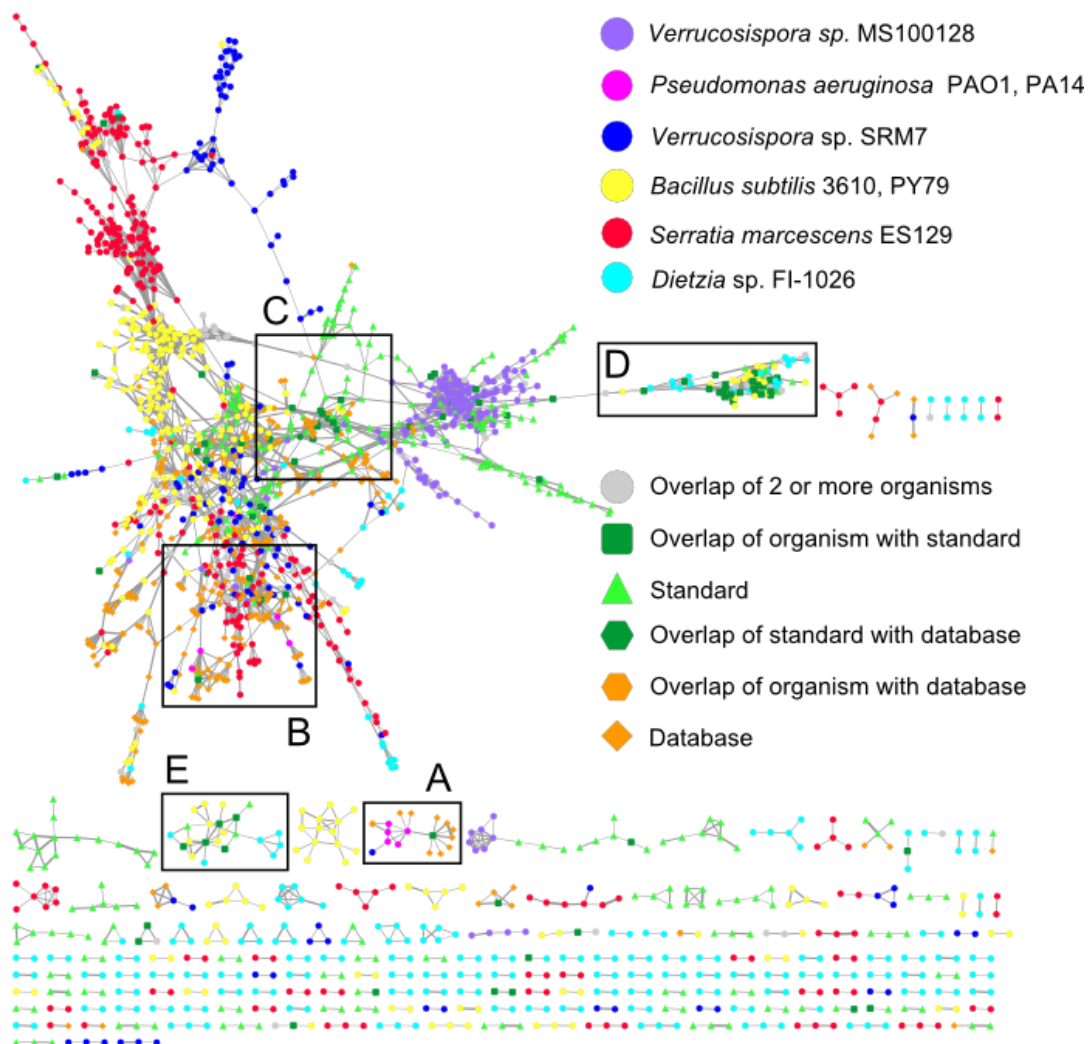 Verrucosispora sp. MS100128
Pseudomonas aeruginosa PAO1, PA14
Verrucosispora sp. SRM7
Bacillus subtilis 3610, PY79
Serratia marcescens ES129
Dietzia sp. FI-1026
C
D
Overlap of 2 or more organisms
Overlap of organism with standard
Standard
Overlap of standard with database
Overlap of organism with database
Database
B
E
A